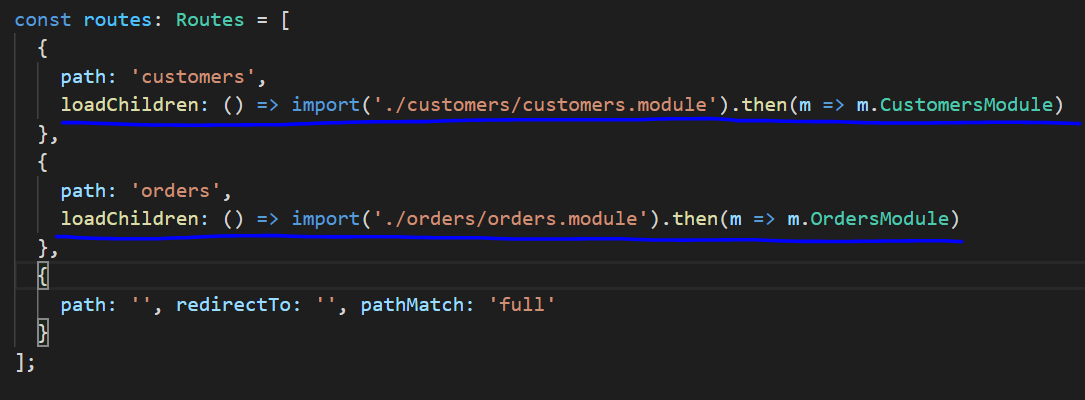 const routes: Routes = [
{
path: 'customers',
loadChildren: () => import('./customers/customers.module').then(m => m.CustomersModule)
},
{
path: 'orders',
loadChildren: () => import('./orders/orders.module').then(m => m.OrdersModule)
},
{
path: '', redirectTo: '', pathMatch: 'full'
}
];